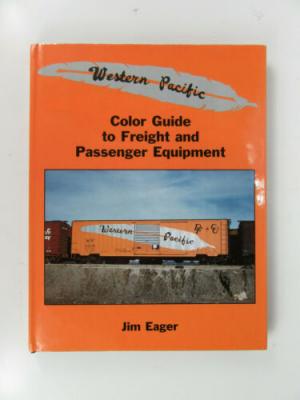 Western Pacific
Color Guide
to Freight and
Passenger Equipment
Western
Pacific
Jim Eager